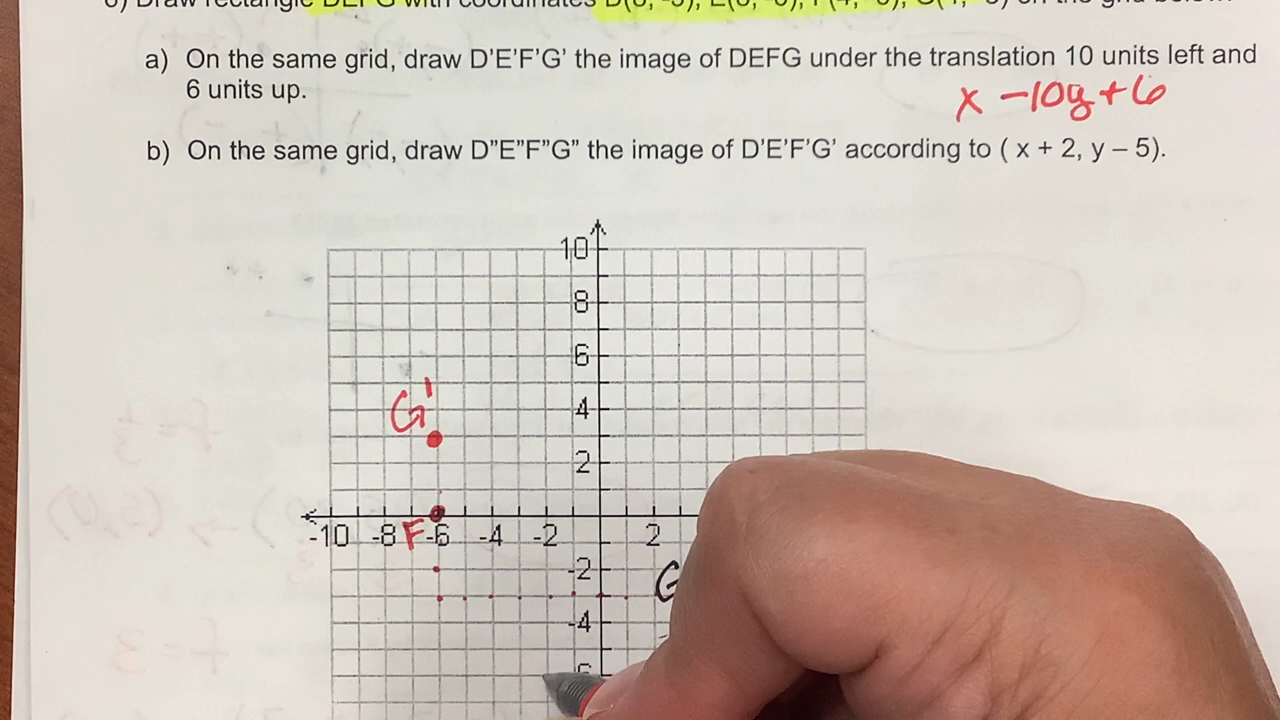 a) On the same grid, draw D'E'F'G' the image of DEFG under the translation 10 units left and
6 units up.
x -10y+6
b) On the same grid, draw D”E”F”G” the image of D'E'F'G' according to ( x + 2, y – 5).
10
8
6
G'
4
2
-10 -8 F -6 -4 -2 2
-2
G
-4